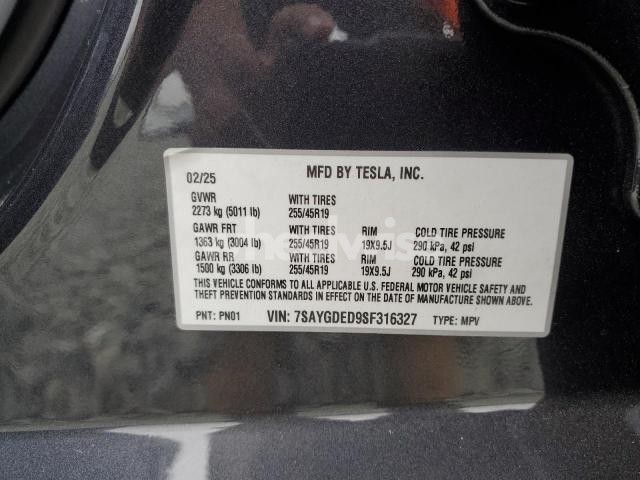 MFD BY TESLA, INC.
02/25
GVWR WITH TIRES
2273 kg (5011 lb) 255/45R19
GAWR FRT WITH TIRES RIM COLD TIRE PRESSURE
1363 kg (3004 lb) 255/45R19 19X9.5J 290 kPa, 42 psi
GAWR RR WITH TIRES RIM COLD TIRE PRESSURE
1500 kg (3306 lb) 255/45R19 19X9.5J 290 kPa, 42 psi
THIS VEHICLE CONFORMS TO ALL APPLICABLE U.S. FEDERAL MOTOR VEHICLE SAFETY AND
THEFT PREVENTION STANDARDS IN EFFECT ON THE DATE OF MANUFACTURE SHOWN ABOVE.
PNT: PN01 VIN: 7SAYGDED9SF316327 TYPE: MPV